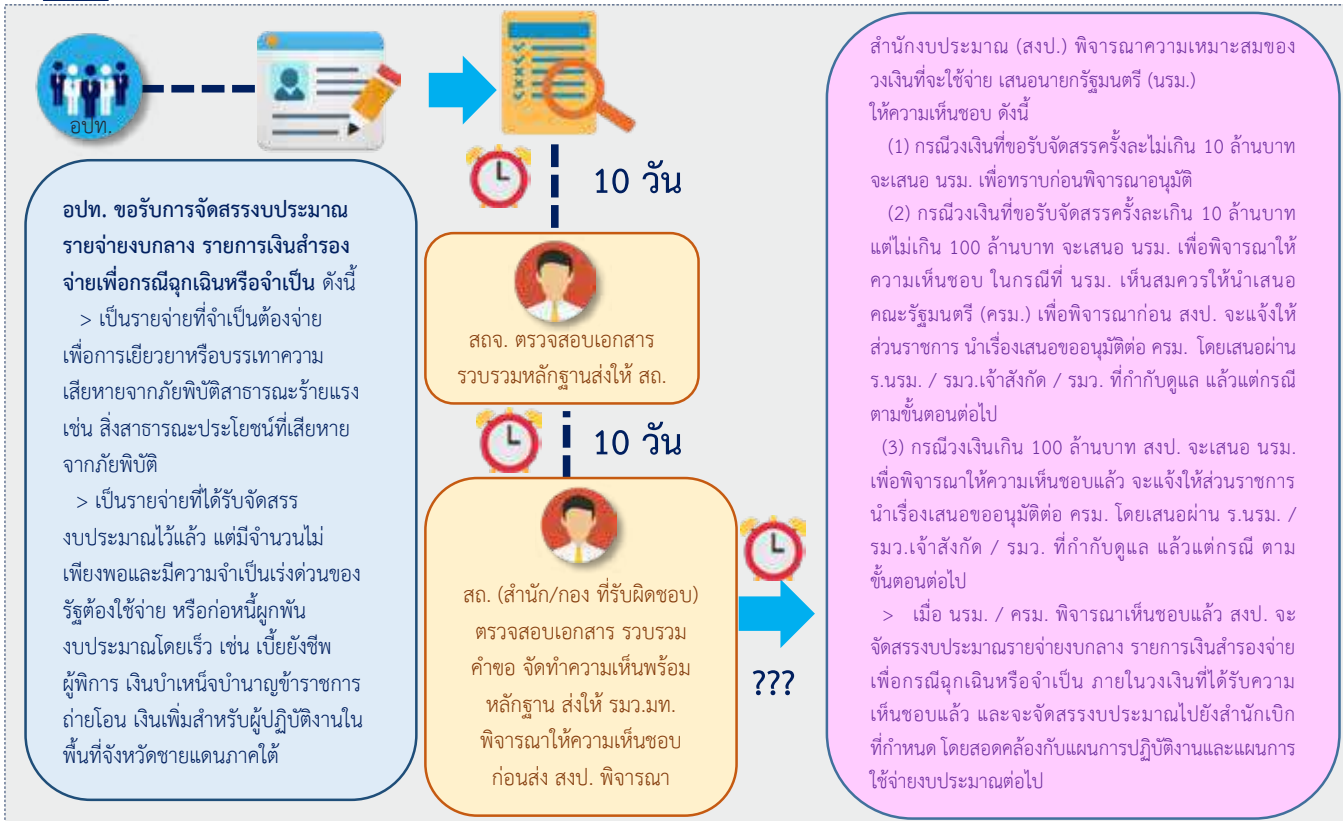 อปท.
อปท. ขอรับการจัดสรรงบประมาณ
รายจ่ายงบกลาง รายการเงินสำรอง
จ่ายเพื่อกรณีฉุกเฉินหรือจำเป็น ดังนี้
> เป็นรายจ่ายที่จำเป็นต้องจ่าย
เพื่อการเยียวยาหรือบรรเทาความ
เสียหายจากภัยพิบัติสาธารณะร้ายแรง
เช่น สิ่งสาธารณะประโยชน์ที่เสียหาย
จากภัยพิบัติ
> เป็นรายจ่ายที่ได้รับจัดสรร
งบประมาณไว้แล้ว แต่มีจำนวนไม่
เพียงพอและมีความจำเป็นเร่งด่วนของ
รัฐต้องใช้จ่าย หรือก่อหนี้ผูกพัน
งบประมาณโดยเร็ว เช่น เบี้ยยังชีพ
ผู้พิการ เงินบำเหน็จบำนาญข้าราชการ
ถ่ายโอน เงินเพิ่มสำหรับผู้ปฏิบัติงานใน
พื้นที่จังหวัดชายแดนภาคใต้
10 วัน
สถจ. ตรวจสอบเอกสาร
รวบรวมหลักฐานส่งให้ สถ.
10 วัน
สถ. (สำนัก/กอง ที่รับผิดชอบ)
ตรวจสอบเอกสาร รวบรวม
คำขอ จัดทำความเห็นพร้อม
หลักฐาน ส่งให้ รมว.มท.
พิจารณาให้ความเห็นชอบ
ก่อนส่ง สงป. พิจารณา
???
สำนักงบประมาณ (สงป.) พิจารณาความเหมาะสมของ
วงเงินที่จะใช้จ่าย เสนอนายกรัฐมนตรี (นรม.)
ให้ความเห็นชอบ ดังนี้
(1) กรณีวงเงินที่ขอรับจัดสรรครั้งละไม่เกิน 10 ล้านบาท
จะเสนอ นรม. เพื่อทราบก่อนพิจารณาอนุมัติ
(2) กรณีวงเงินที่ขอรับจัดสรรครั้งละเกิน 10 ล้านบาท
แต่ไม่เกิน 100 ล้านบาท จะเสนอ นรม. เพื่อพิจารณาให้
ความเห็นชอบ ในกรณีที่ นรม. เห็นสมควรให้นำเสนอ
คณะรัฐมนตรี (ครม.) เพื่อพิจารณาก่อน สงป. จะแจ้งให้
ส่วนราชการ นำเรื่องเสนอขออนุมัติต่อ ครม. โดยเสนอผ่าน
ร.นรม. / รมว.เจ้าสังกัด / รมว. ที่กำกับดูแล แล้วแต่กรณี
ตามขั้นตอนต่อไป
(3) กรณีวงเงินเกิน 100 ล้านบาท สงป. จะเสนอ นรม.
เพื่อพิจารณาให้ความเห็นชอบแล้ว จะแจ้งให้ส่วนราชการ
นำเรื่องเสนอขออนุมัติต่อ ครม. โดยเสนอผ่าน ร.นรม. /
รมว.เจ้าสังกัด / รมว. ที่กำกับดูแล แล้วแต่กรณี ตาม
ขั้นตอนต่อไป
> เมื่อ นรม. / ครม. พิจารณาเห็นชอบแล้ว สงป. จะ
จัดสรรงบประมาณรายจ่ายงบกลาง รายการเงินสำรองจ่าย
เพื่อกรณีฉุกเฉินหรือจำเป็น ภายในวงเงินที่ได้รับความ
เห็นชอบแล้ว และจะจัดสรรงบประมาณไปยังสำนักเบิก
ที่กำหนด โดยสอดคล้องกับแผนการปฏิบัติงานและแผนการ
ใช้จ่ายงบประมาณต่อไป